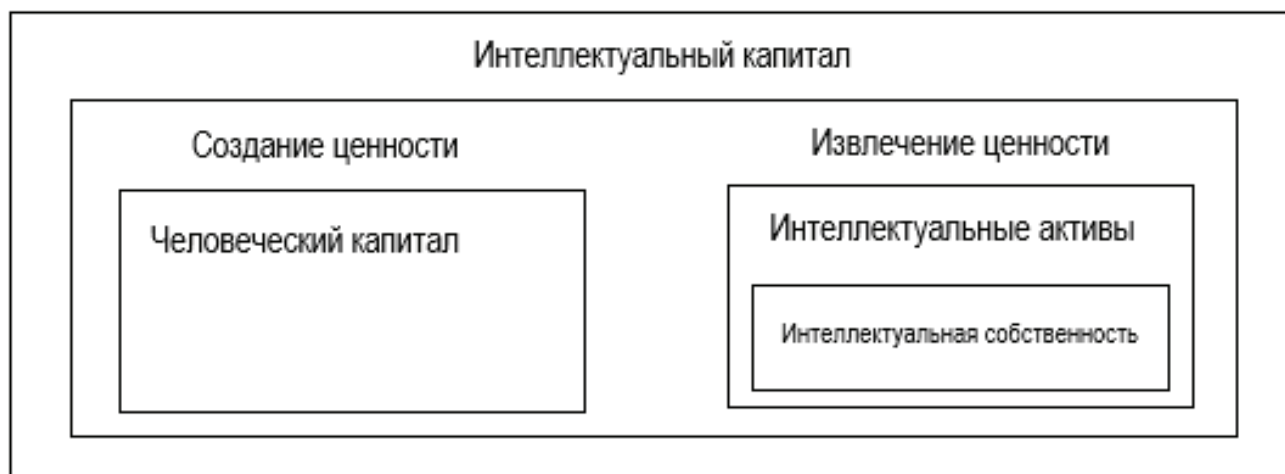 Интеллектуальный капитал
Создание ценности
Извлечение ценности
Человеческий капитал
Интеллектуальные активы
Интеллектуальная собственность